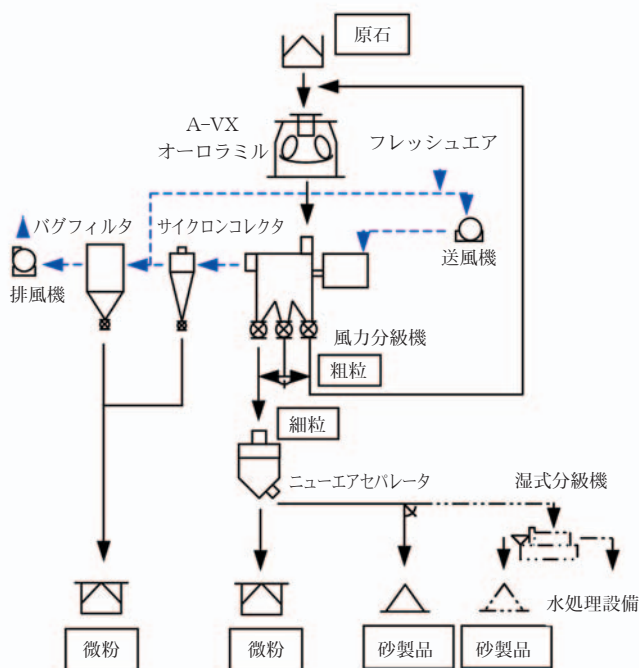 原石
A-VX
オーロラミル
フレッシュエア
バグフィルタ
サイクロンコレクタ
送風機
排風機
風力分級機
粗粒
細粒
ニューエアセパレータ
湿式分級機
水処理設備
微粉
微粉
砂製品
砂製品